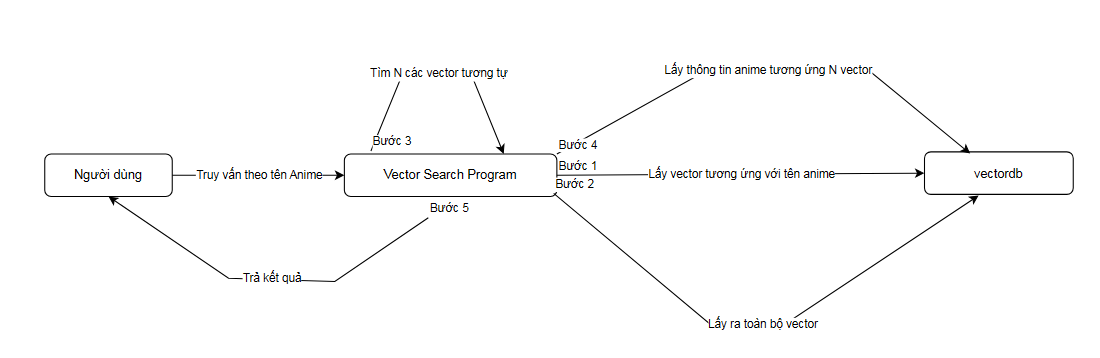 Tìm N các vector tương tự
Lấy thông tin anime tương ứng N vector
Bước 3
Bước 4
Người dùng
Truy vấn theo tên Anime
Vector Search Program
Bước 1
Bước 2
Lấy vector tương ứng với tên anime
vectordb
Bước 5
Trả kết quả
Lấy ra toàn bộ vector